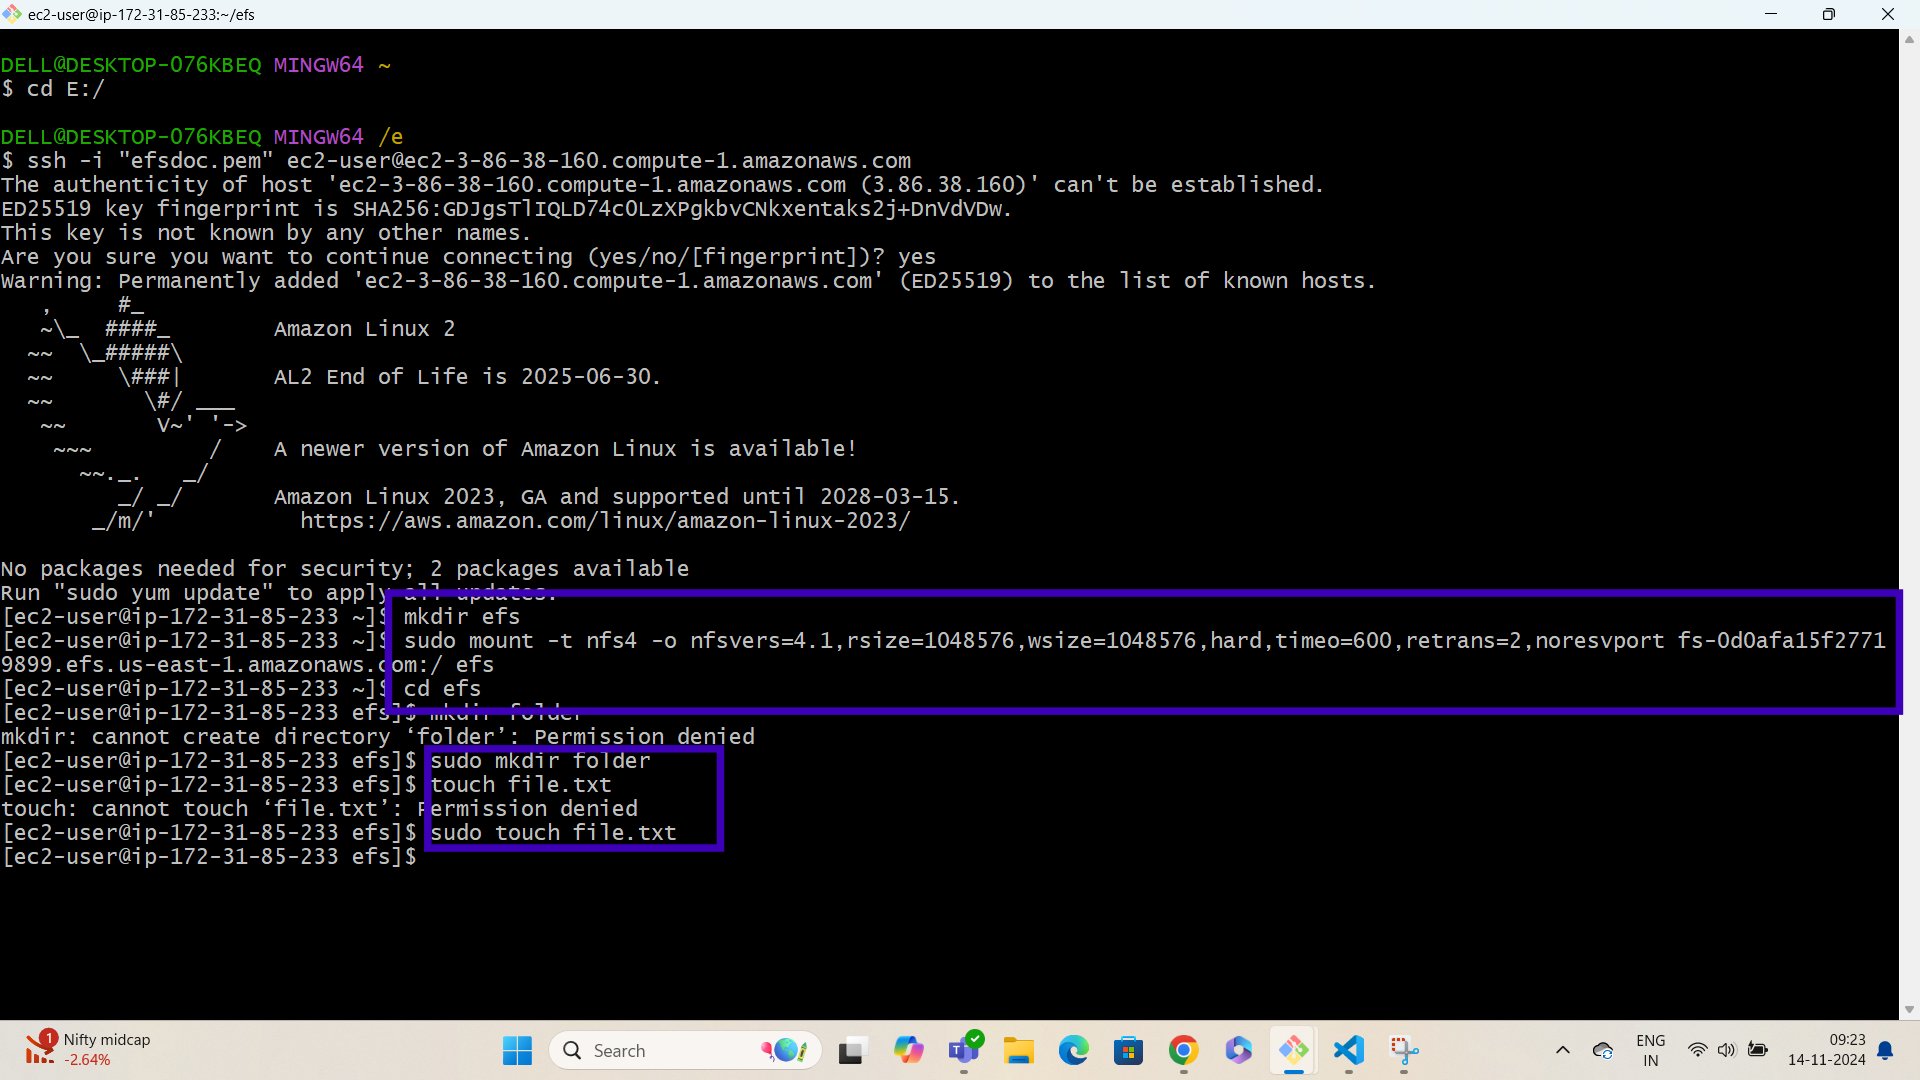 ec2-user@ip-172-31-85-233:~/efs
DELL@DESKTOP-076KBEQ MINGW64 ~
$ cd E:/
DELL@DESKTOP-076KBEQ MINGW64 /e
$ ssh -i "efsdoc.pem" ec2-user@ec2-3-86-38-160.compute-1.amazonaws.com
The authenticity of host 'ec2-3-86-38-160.compute-1.amazonaws.com (3.86.38.160)' can't be established.
ED25519 key fingerprint is SHA256:GDJgsTlIQLD74c0LzXPgkbvCNkxentaks2j+DnVdVDw.
This key is not known by any other names.
Are you sure you want to continue connecting (yes/no/[fingerprint])? yes
Warning: Permanently added 'ec2-3-86-38-160.compute-1.amazonaws.com' (ED25519) to the list of known hosts.
   ,     #_
   ~\_  ####_        Amazon Linux 2
  ~~  \_#####\
  ~~     \###|       AL2 End of Life is 2025-06-30.
  ~~       \#/ ___
   ~~       V~' '->
    ~~~         /    A newer version of Amazon Linux is available!
      ~~._.   _/
         _/ _/       Amazon Linux 2023, GA and supported until 2028-03-15.
       _/m/'           https://aws.amazon.com/linux/amazon-linux-2023/
No packages needed for security; 2 packages available
Run "sudo yum update" to apply all updates.
[ec2-user@ip-172-31-85-233 ~]$ mkdir efs
[ec2-user@ip-172-31-85-233 ~]$ sudo mount -t nfs4 -o nfsvers=4.1,rsize=1048576,wsize=1048576,hard,timeo=600,retrans=2,noresvport fs-0d0afa15f2771
9899.efs.us-east-1.amazonaws.com:/ efs
[ec2-user@ip-172-31-85-233 ~]$ cd efs
[ec2-user@ip-172-31-85-233 efs]$ mkdir folder
mkdir: cannot create directory ‘folder’: Permission denied
[ec2-user@ip-172-31-85-233 efs]$ sudo mkdir folder
[ec2-user@ip-172-31-85-233 efs]$ touch file.txt
touch: cannot touch ‘file.txt’: Permission denied
[ec2-user@ip-172-31-85-233 efs]$ sudo touch file.txt
[ec2-user@ip-172-31-85-233 efs]$
1
Nifty midcap
-2.64%
Search
ENG
IN
09:23
14-11-2024